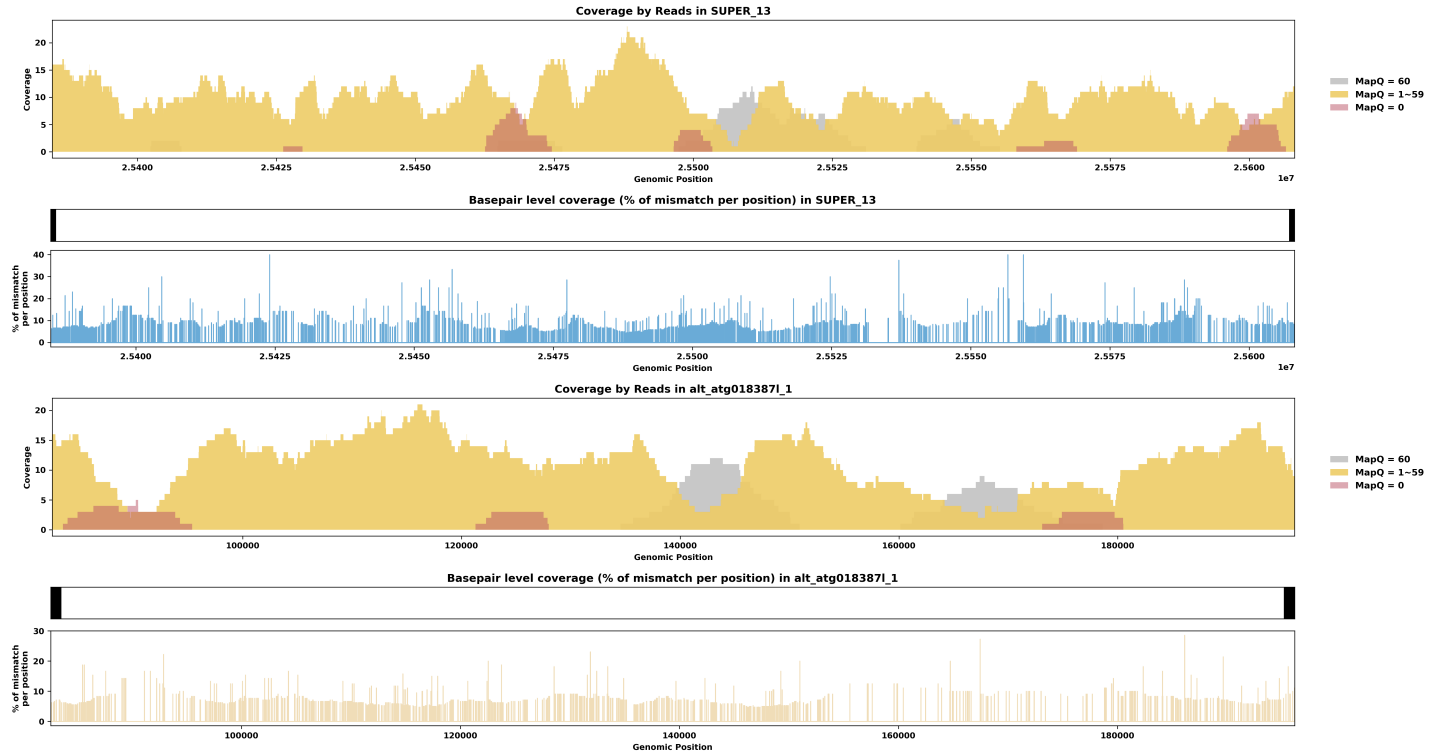 Coverage by Reads in SUPER_13
Coverage
20
15
10
5
0
2.5400 2.5425 2.5450 2.5475 2.5500 2.5525 2.5550 2.5575 2.5600
1e7
Genomic Position
MapQ = 60
MapQ = 1~59
MapQ = 0
Basepair level coverage (% of mismatch per position) in SUPER_13
% of mismatch
per position
40
30
20
10
0
2.5400 2.5425 2.5450 2.5475 2.5500 2.5525 2.5550 2.5575 2.5600
1e7
Genomic Position
Coverage by Reads in alt_atg018387l_1
Coverage
20
15
10
5
0
100000 120000 140000 160000 180000
Genomic Position
MapQ = 60
MapQ = 1~59
MapQ = 0
Basepair level coverage (% of mismatch per position) in alt_atg018387l_1
% of mismatch
per position
30
20
10
0
100000 120000 140000 160000 180000
Genomic Position